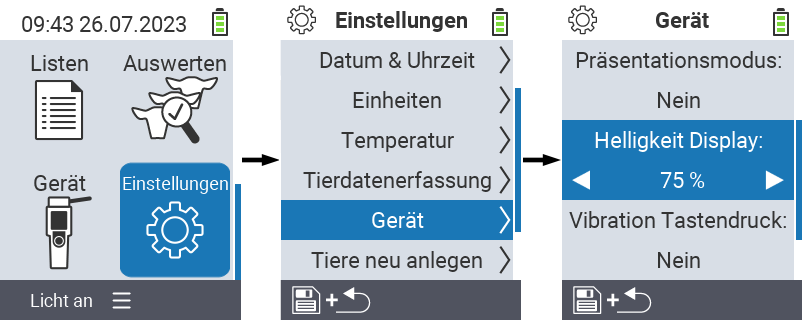 09:43 26.07.2023
Listen
Auswerten
Gerät
Einstellungen
Licht an
Einstellungen
Datum & Uhrzeit
Einheiten
Temperatur
Tierdatenerfassung
Gerät
Tiere neu anlegen
+
Gerät
Präsentationsmodus:
Nein
Helligkeit Display:
75 %
Vibration Tastendruck:
Nein
+